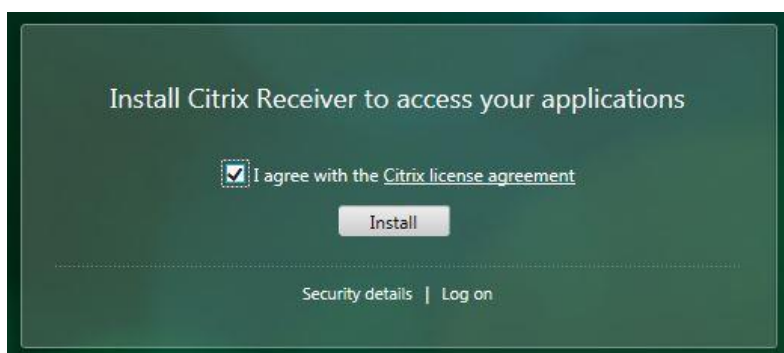 Install Citrix Receiver to access your applications
I agree with the Citrix license agreement
Install
Security details | Log on